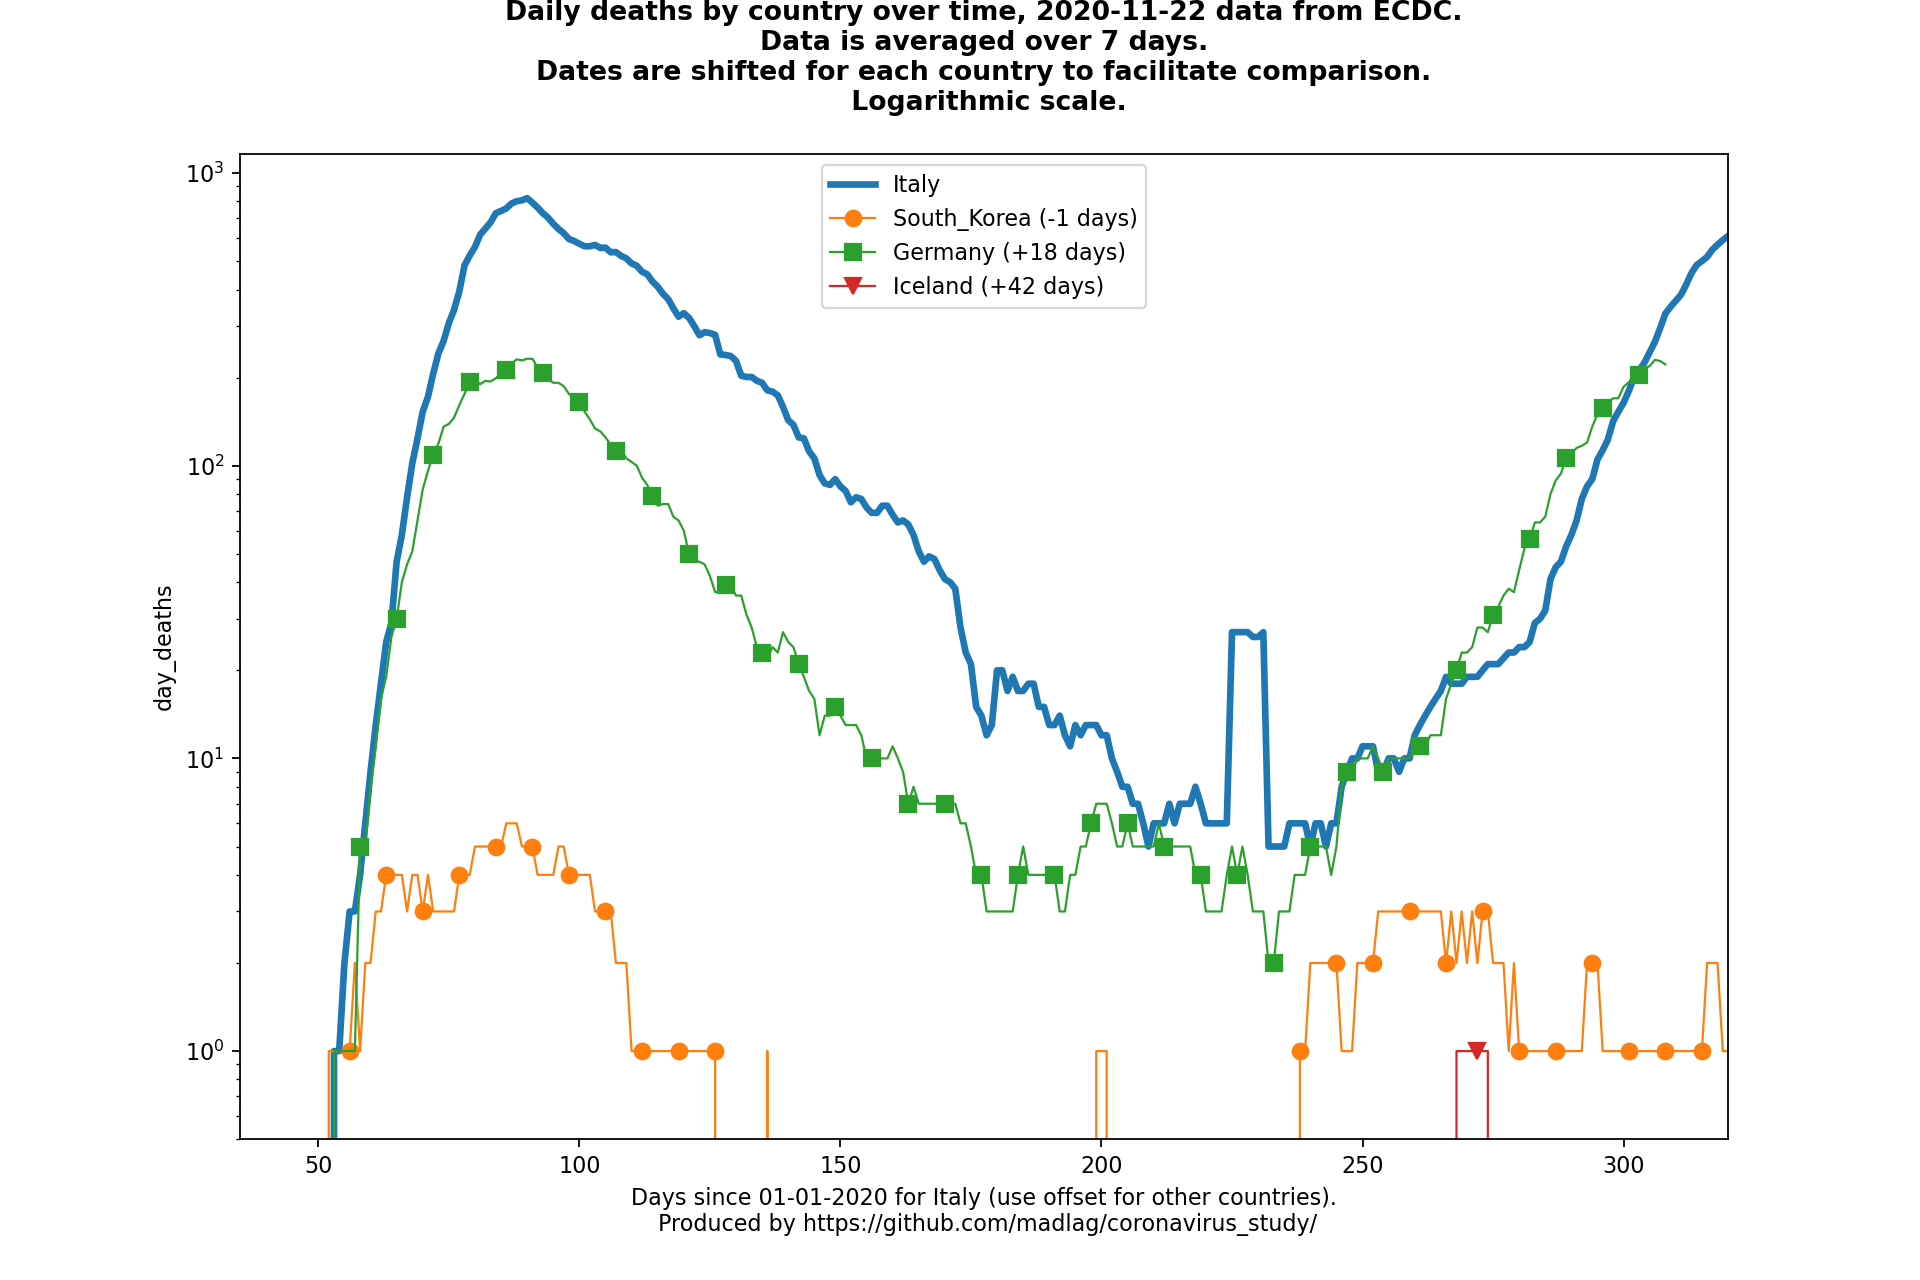 Daily deaths by country over time, 2020-11-22 data from ECDC.
Data is averaged over 7 days.
Dates are shifted for each country to facilitate comparison.
Logarithmic scale.
10³
10²
10¹
10⁰
day_deaths
Italy
South_Korea (-1 days)
Germany (+18 days)
Iceland (+42 days)
50 100 150 200 250 300
Days since 01-01-2020 for Italy (use offset for other countries).
Produced by https://github.com/madlag/coronavirus_study/